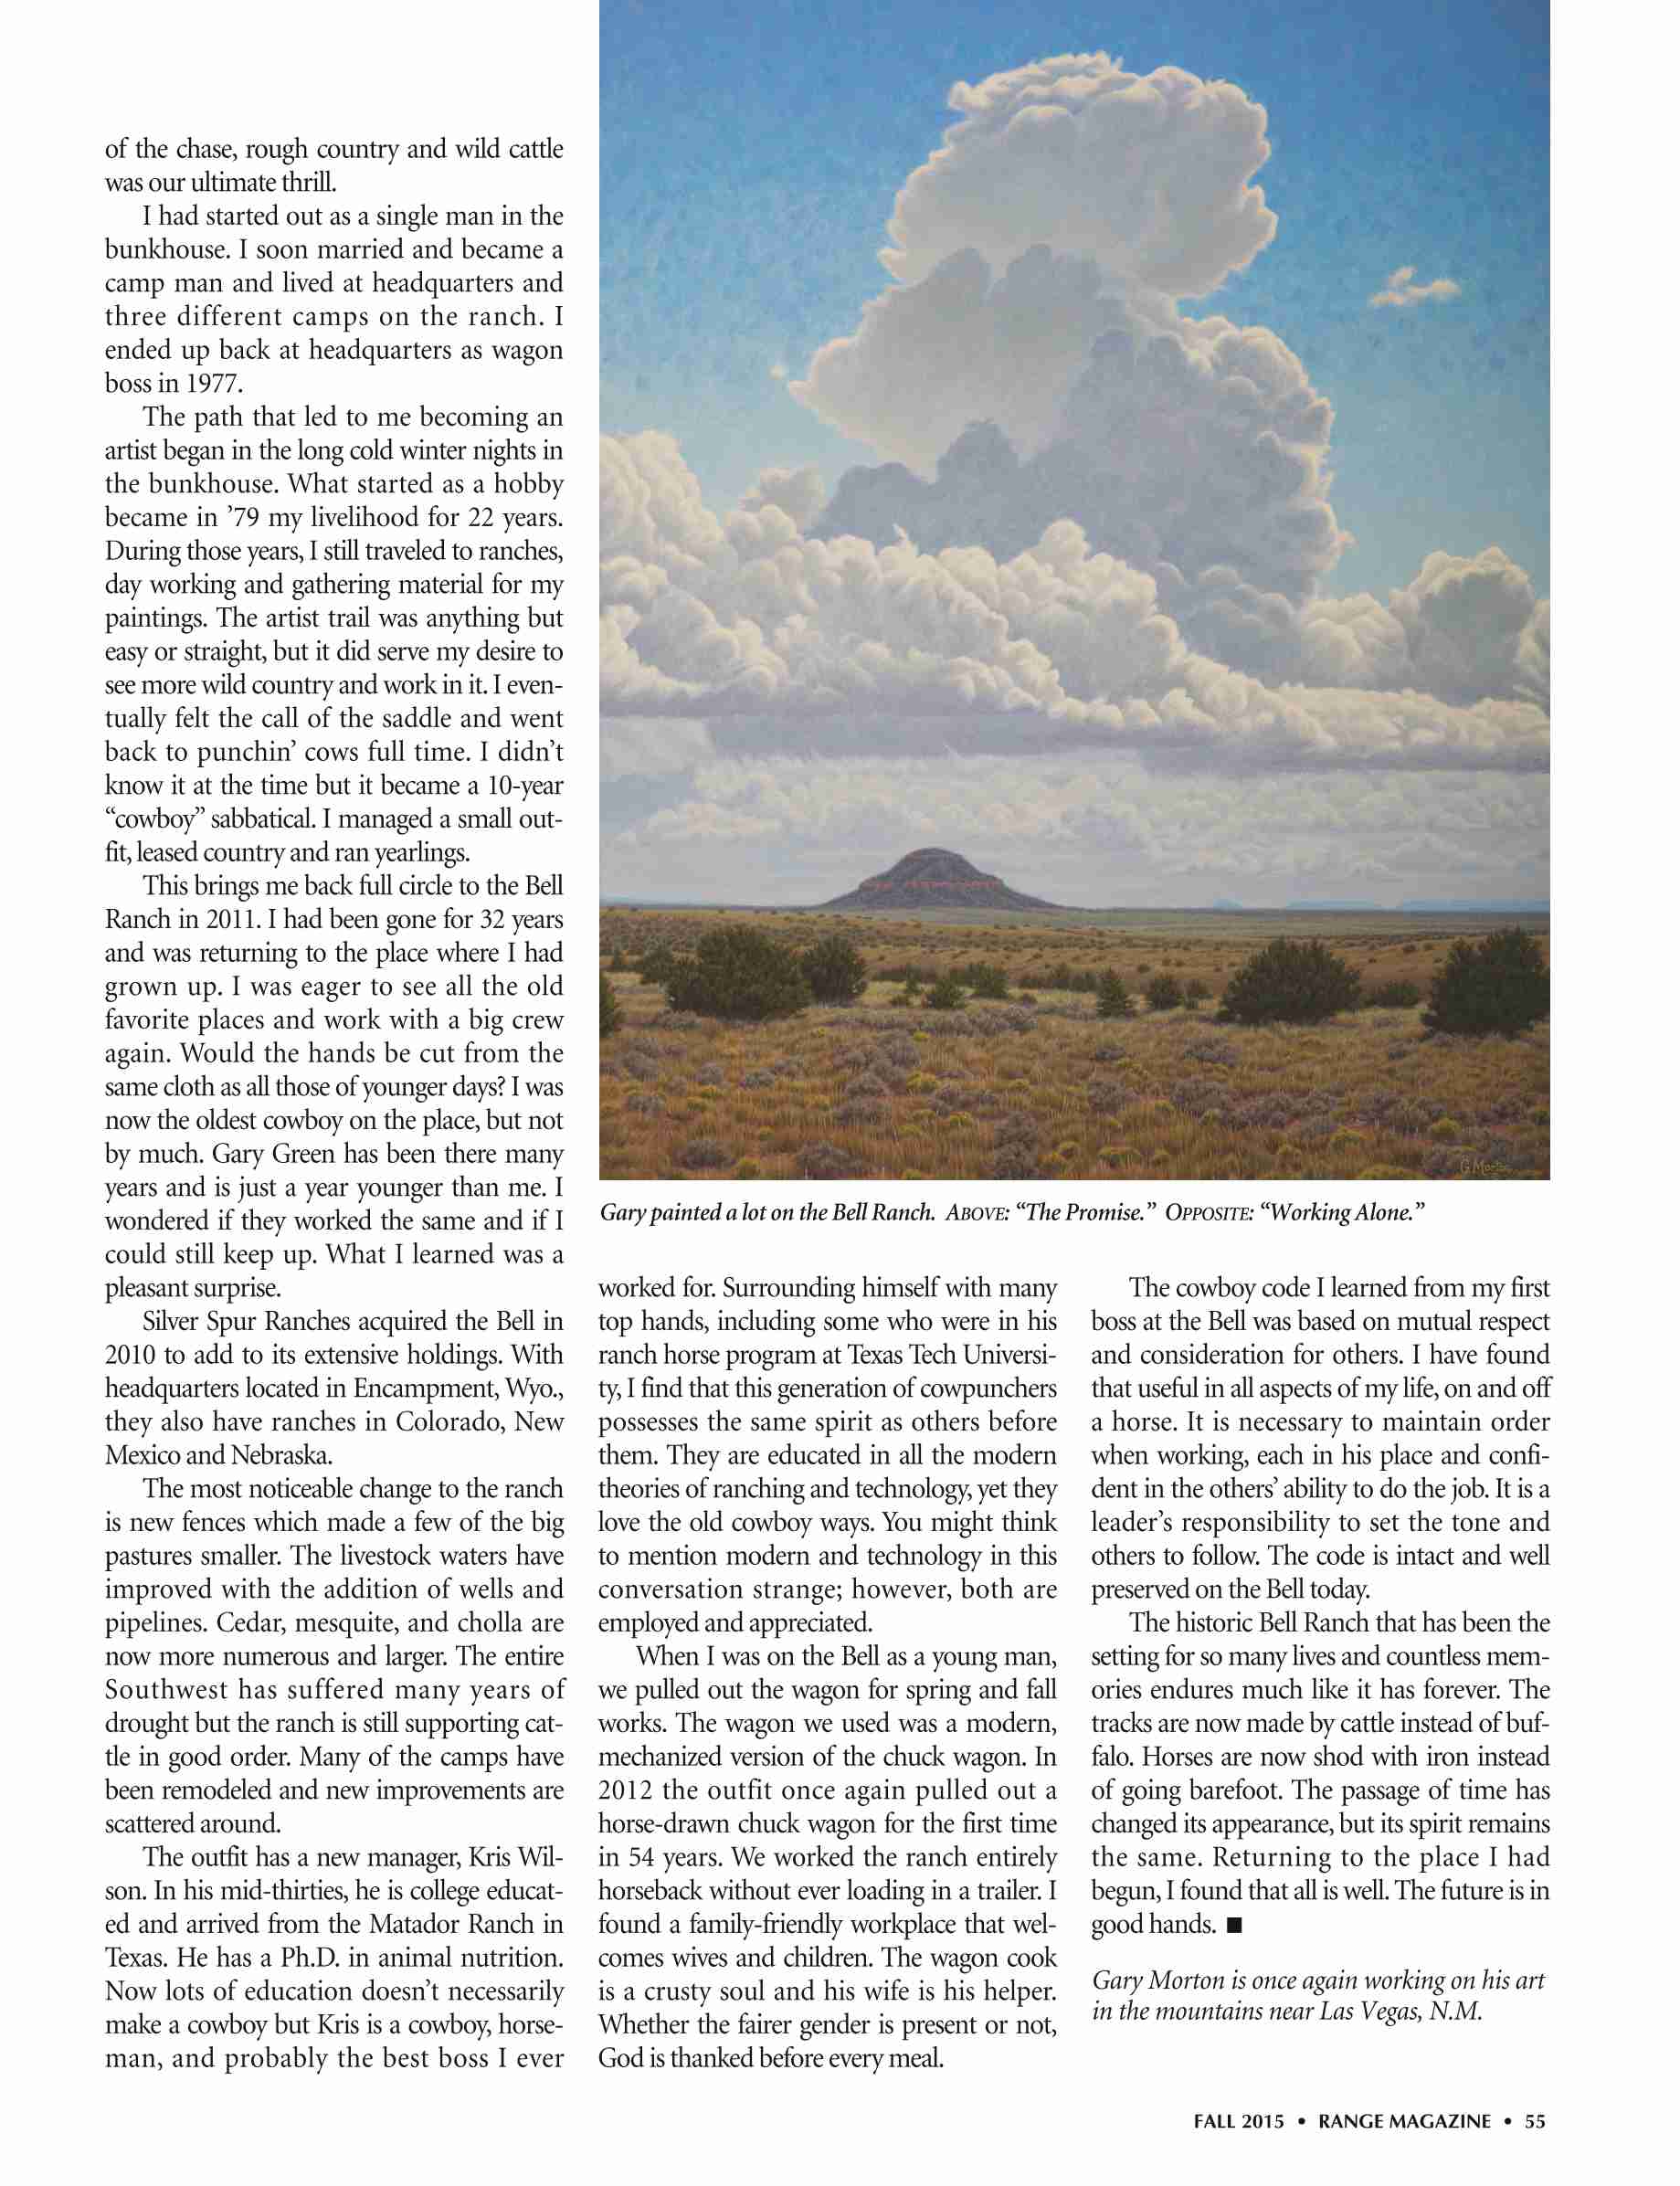 of the chase, rough country and wild cattle
was our ultimate thrill.
I had started out as a single man in the
bunkhouse. I soon married and became a
camp man and lived at headquarters and
three different camps on the ranch. I
ended up back at headquarters as wagon
boss in 1977.
The path that led to me becoming an
artist began in the long cold winter nights in
the bunkhouse. What started as a hobby
became in ’79 my livelihood for 22 years.
During those years, I still traveled to ranches,
day working and gathering material for my
paintings. The artist trail was anything but
easy or straight, but it did serve my desire to
see more wild country and work in it. I even-
tually felt the call of the saddle and went
back to punchin’ cows full time. I didn’t
know it at the time but it became a 10-year
“cowboy” sabbatical. I managed a small out-
fit, leased country and ran yearlings.
This brings me back full circle to the Bell
Ranch in 2011. I had been gone for 32 years
and was returning to the place where I had
grown up. I was eager to see all the old
favorite places and work with a big crew
again. Would the hands be cut from the
same cloth as all those of younger days? I was
now the oldest cowboy on the place, but not
by much. Gary Green has been there many
years and is just a year younger than me. I
wondered if they worked the same and if I
could still keep up. What I learned was a
pleasant surprise.
Silver Spur Ranches acquired the Bell in
2010 to add to its extensive holdings. With
headquarters located in Encampment, Wyo.,
they also have ranches in Colorado, New
Mexico and Nebraska.
The most noticeable change to the ranch
is new fences which made a few of the big
pastures smaller. The livestock waters have
improved with the addition of wells and
pipelines. Cedar, mesquite, and cholla are
now more numerous and larger. The entire
Southwest has suffered many years of
drought but the ranch is still supporting cat-
tle in good order. Many of the camps have
been remodeled and new improvements are
scattered around.
The outfit has a new manager, Kris Wil-
son. In his mid-thirties, he is college educat-
ed and arrived from the Matador Ranch in
Texas. He has a Ph.D. in animal nutrition.
Now lots of education doesn’t necessarily
make a cowboy but Kris is a cowboy, horse-
man, and probably the best boss I ever
G Morton
Gary painted a lot on the Bell Ranch. ABOVE: “The Promise.” OPPOSITE: “Working Alone.”
worked for. Surrounding himself with many
top hands, including some who were in his
ranch horse program at Texas Tech Universi-
ty, I find that this generation of cowpunchers
possesses the same spirit as others before
them. They are educated in all the modern
theories of ranching and technology, yet they
love the old cowboy ways. You might think
to mention modern and technology in this
conversation strange; however, both are
employed and appreciated.
When I was on the Bell as a young man,
we pulled out the wagon for spring and fall
works. The wagon we used was a modern,
mechanized version of the chuck wagon. In
2012 the outfit once again pulled out a
horse-drawn chuck wagon for the first time
in 54 years. We worked the ranch entirely
horseback without ever loading in a trailer. I
found a family-friendly workplace that wel-
comes wives and children. The wagon cook
is a crusty soul and his wife is his helper.
Whether the fairer gender is present or not,
God is thanked before every meal.
The cowboy code I learned from my first
boss at the Bell was based on mutual respect
and consideration for others. I have found
that useful in all aspects of my life, on and off
a horse. It is necessary to maintain order
when working, each in his place and confi-
dent in the others’ ability to do the job. It is a
leader’s responsibility to set the tone and
others to follow. The code is intact and well
preserved on the Bell today.
The historic Bell Ranch that has been the
setting for so many lives and countless mem-
ories endures much like it has forever. The
tracks are now made by cattle instead of buf-
falo. Horses are now shod with iron instead
of going barefoot. The passage of time has
changed its appearance, but its spirit remains
the same. Returning to the place I had
begun, I found that all is well. The future is in
good hands. ■
Gary Morton is once again working on his art
in the mountains near Las Vegas, N.M.
FALL 2015 • RANGE MAGAZINE • 55